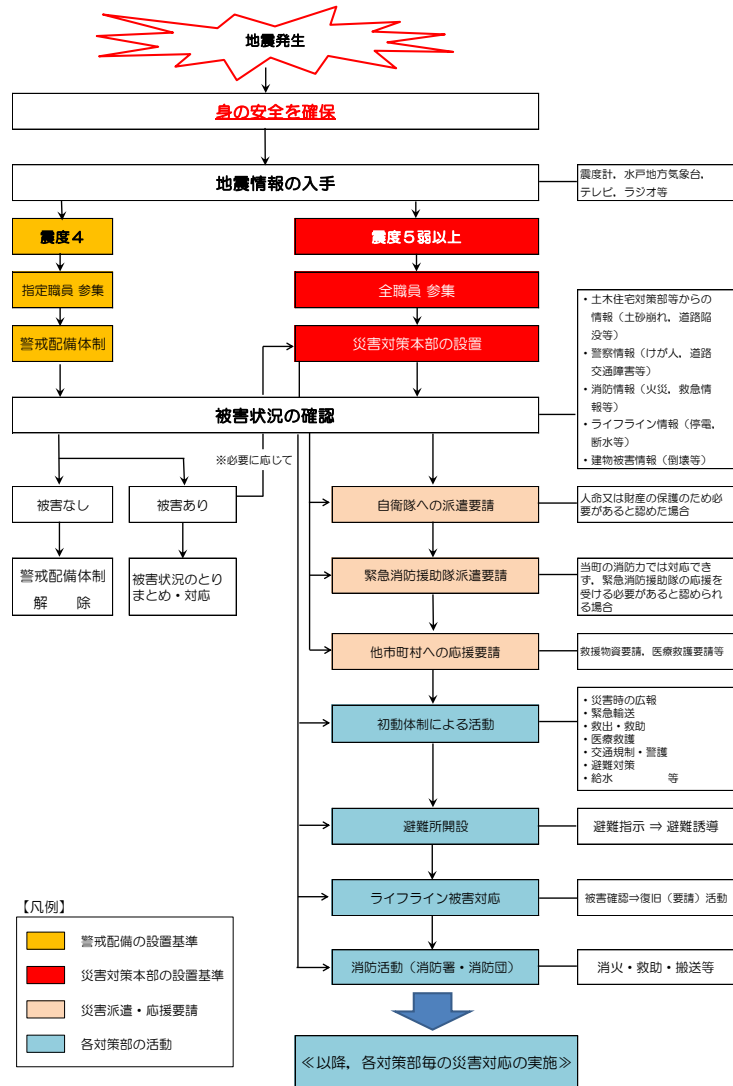 地震発生
身の安全を確保
地震情報の入手
震度計，水戸地方気象台，
テレビ，ラジオ等
震度４
震度５弱以上
指定職員 参集
全職員 参集
警戒配備体制
災害対策本部の設置
・土木住宅対策部等からの
情報（土砂崩れ，道路陥
没等）
・警察情報（けが人，道路
交通障害等）
・消防情報（火災，救急情
報等）
・ライフライン情報（停電，
断水等）
・建物被害情報（倒壊等）
被害状況の確認
※必要に応じて
被害なし
被害あり
自衛隊への派遣要請
人命又は財産の保護のため必
要があると認めた場合
警戒配備体制
解　　除
被害状況のとり
まとめ・対応
緊急消防援助隊派遣要請
当町の消防力では対応でき
ず，緊急消防援助隊の応援を
受ける必要があると認められ
る場合
他市町村への応援要請
救援物資要請，医療救護要請等
初動体制による活動
・災害時の広報
・緊急輸送
・救出・救助
・医療救護
・交通規制・警護
・避難対策
・給水　　　　　等
避難所開設
避難指示 ⇒ 避難誘導
ライフライン被害対応
被害確認⇒復旧（要請）活動
消防活動（消防署・消防団）
消火・救助・搬送等
≪以降，各対策部毎の災害対応の実施≫
【凡例】
警戒配備の設置基準
災害対策本部の設置基準
災害派遣・応援要請
各対策部の活動